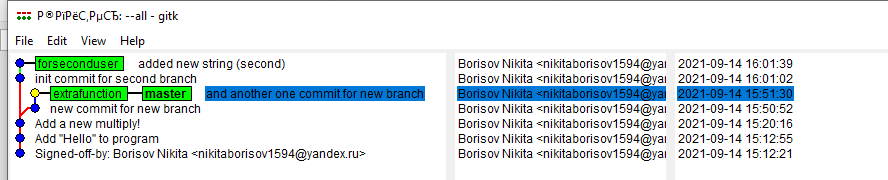 Р®РїРёС‚РµСЂ: --all - gitk
File Edit View Help
forseconduser added new string (second) Borisov Nikita <nikitaborisov1594@yan 2021-09-14 16:01:39
init commit for second branch Borisov Nikita <nikitaborisov1594@yan 2021-09-14 16:01:02
extrafunction master and another one commit for new branch Borisov Nikita <nikitaborisov1594@yan 2021-09-14 15:51:30
new commit for new branch Borisov Nikita <nikitaborisov1594@yan 2021-09-14 15:50:52
Add a new multiply! Borisov Nikita <nikitaborisov1594@yan 2021-09-14 15:20:16
Add "Hello" to program Borisov Nikita <nikitaborisov1594@yan 2021-09-14 15:12:55
Signed-off-by: Borisov Nikita <nikitaborisov1594@yandex.ru> Borisov Nikita <nikitaborisov1594@yan 2021-09-14 15:12:21